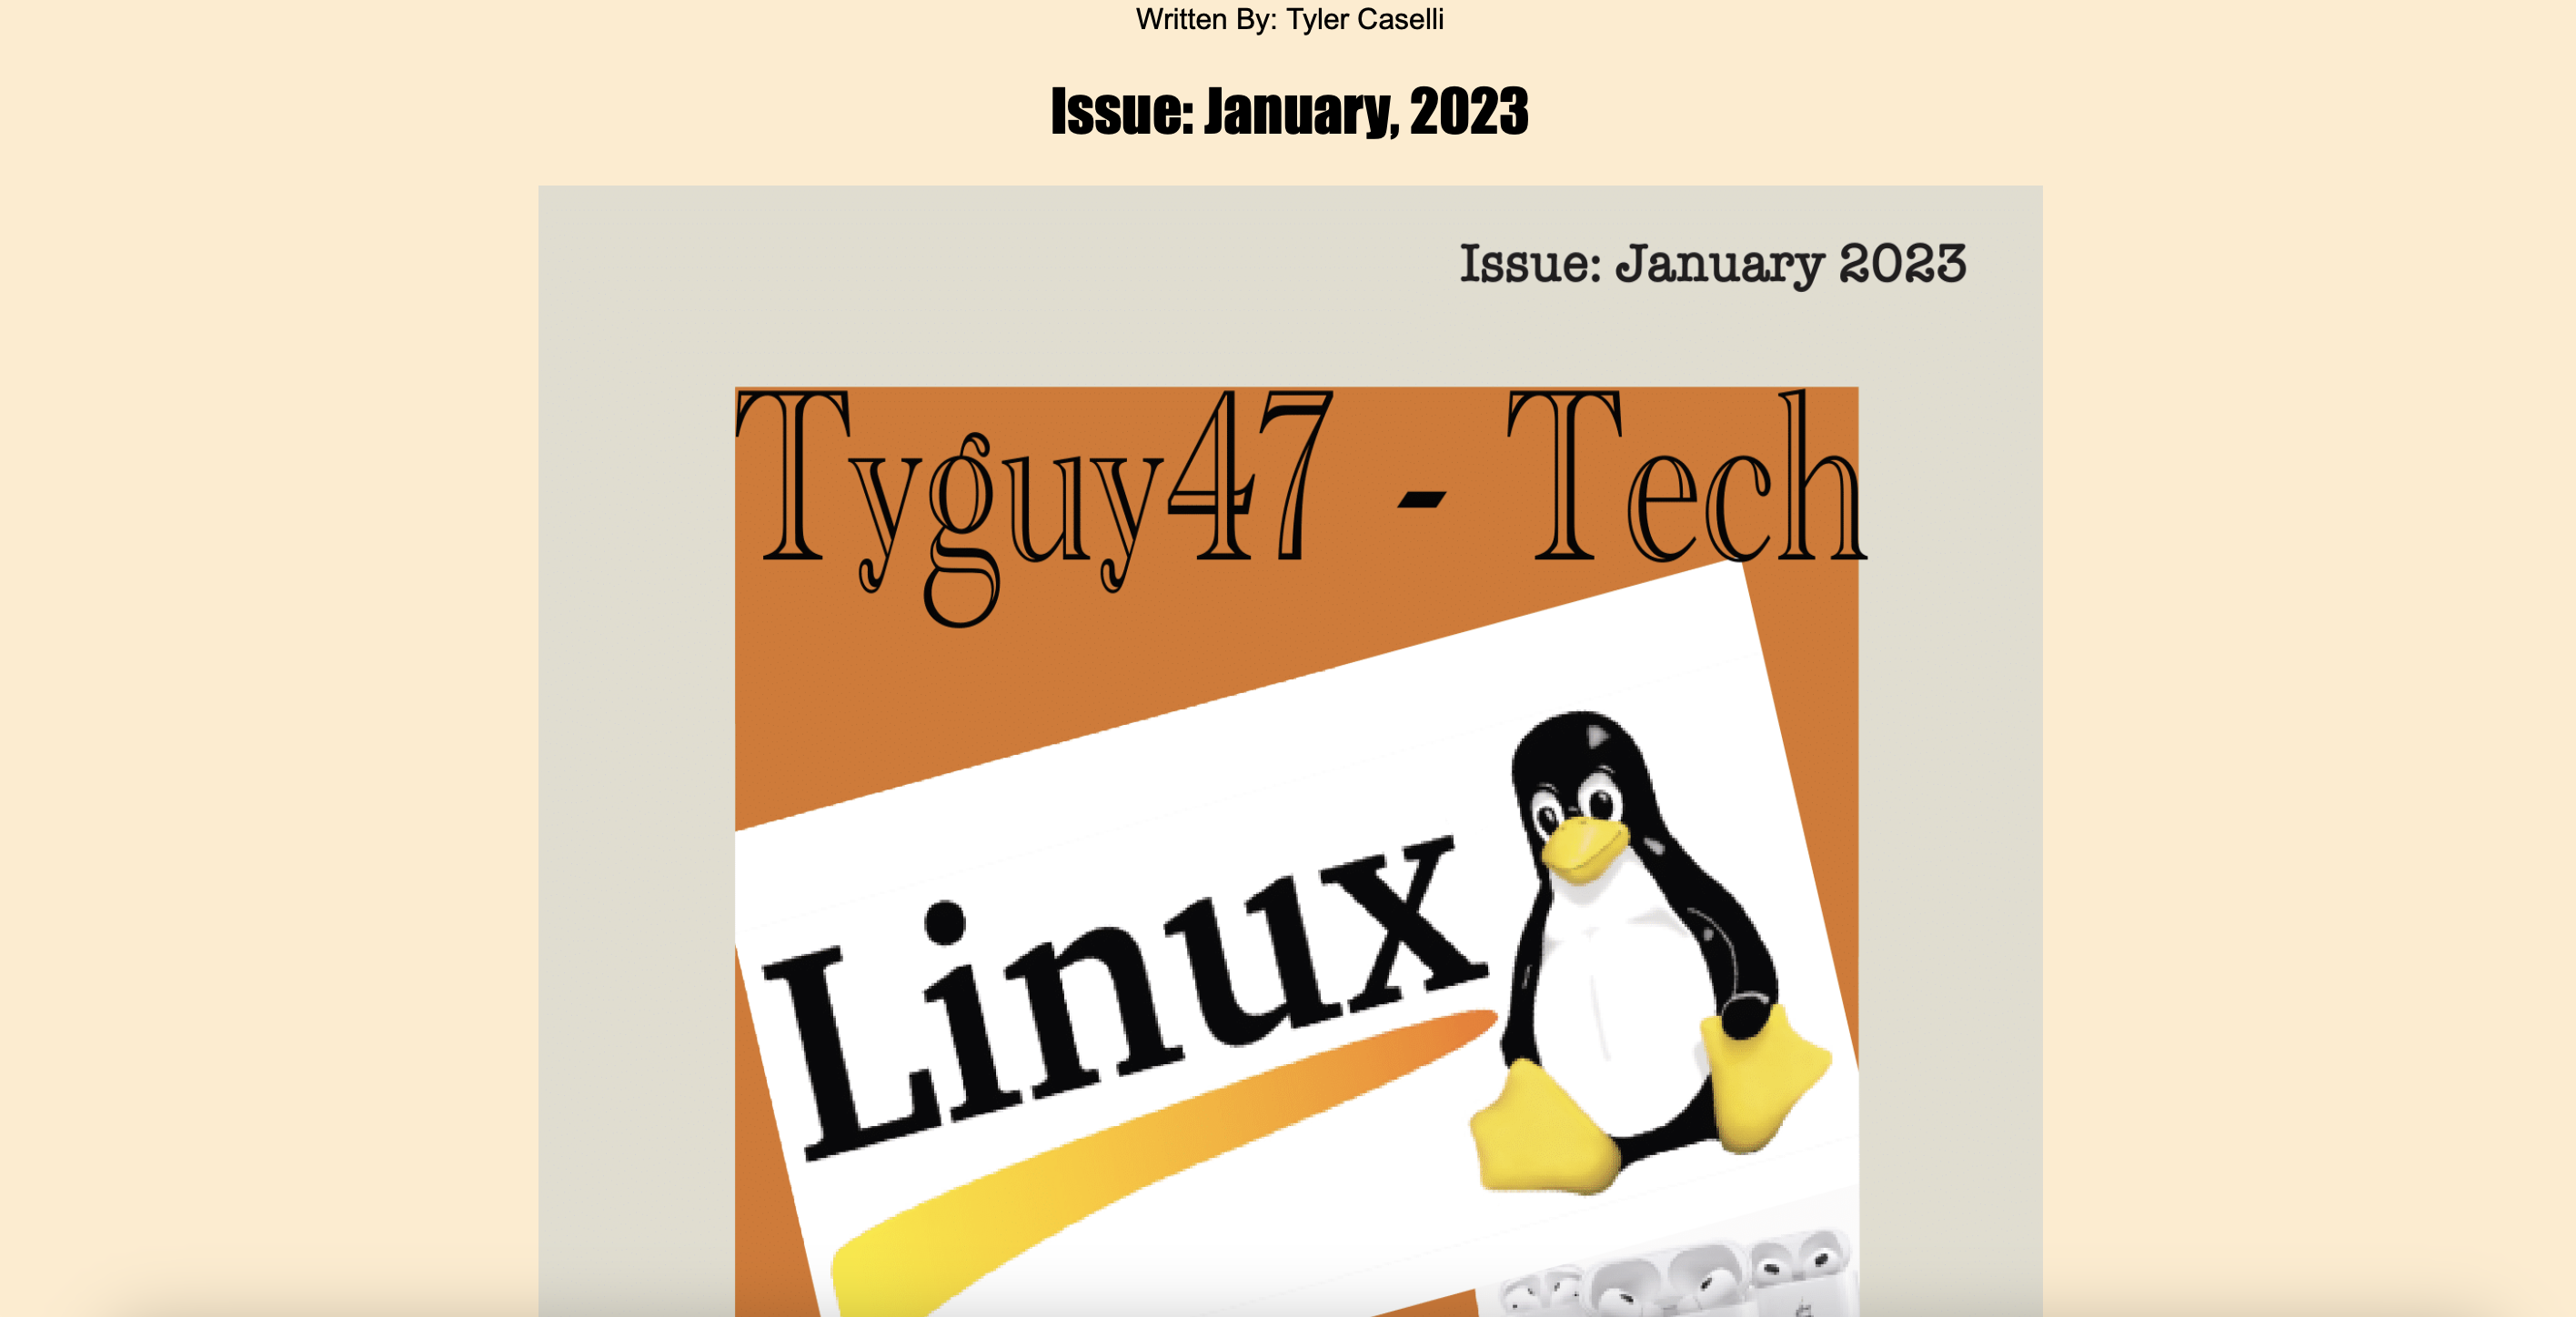 Written By: Tyler Caselli
Issue: January, 2023
Issue: January 2023
Tyguy47 - Tech
Linux